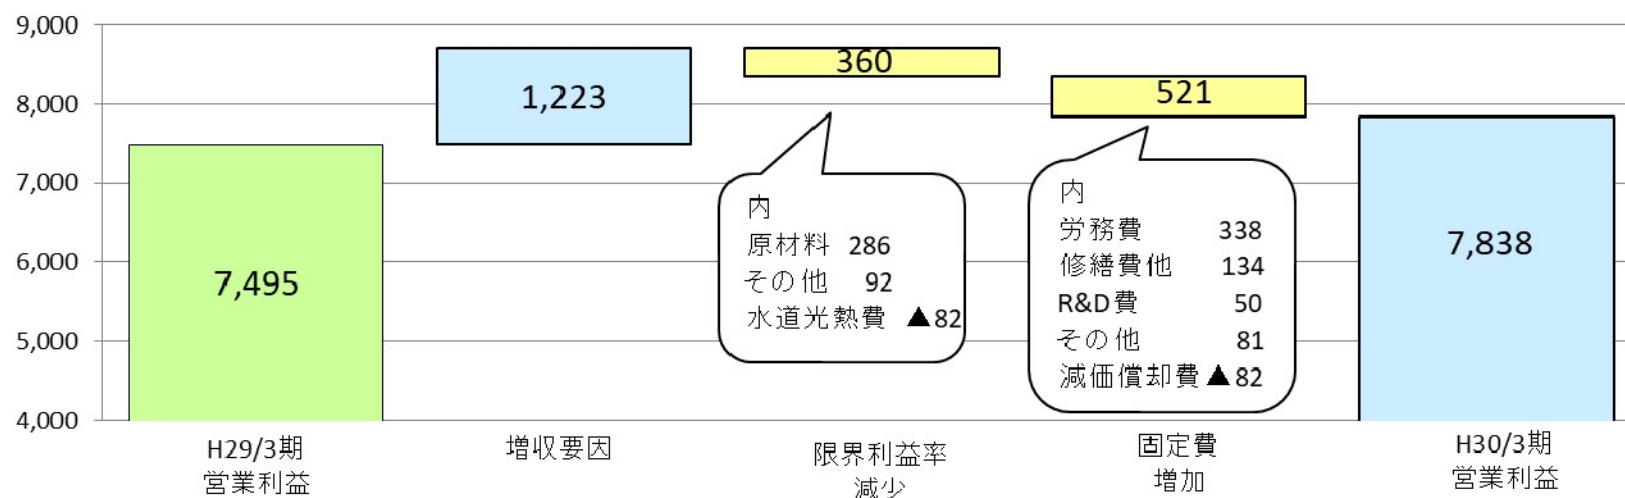 9,000
8,000
7,000
6,000
5,000
4,000
7,495
1,223
360
521
7,838
内
原材料 286
その他 92
水道光熱費 ▲82
内
労務費 338
修繕費他 134
R&D費 50
その他 81
減価償却費▲82
H29/3期
営業利益
増収要因
限界利益率
減少
固定費
増加
H30/3期
営業利益